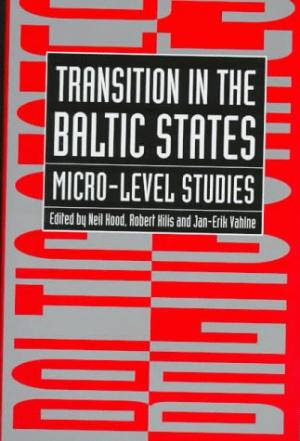 TRANSITION IN THE
BALTIC STATES
MICRO-LEVEL STUDIES
Edited by Neil Hood, Robert Kilis and Jan-Erik Vahlne